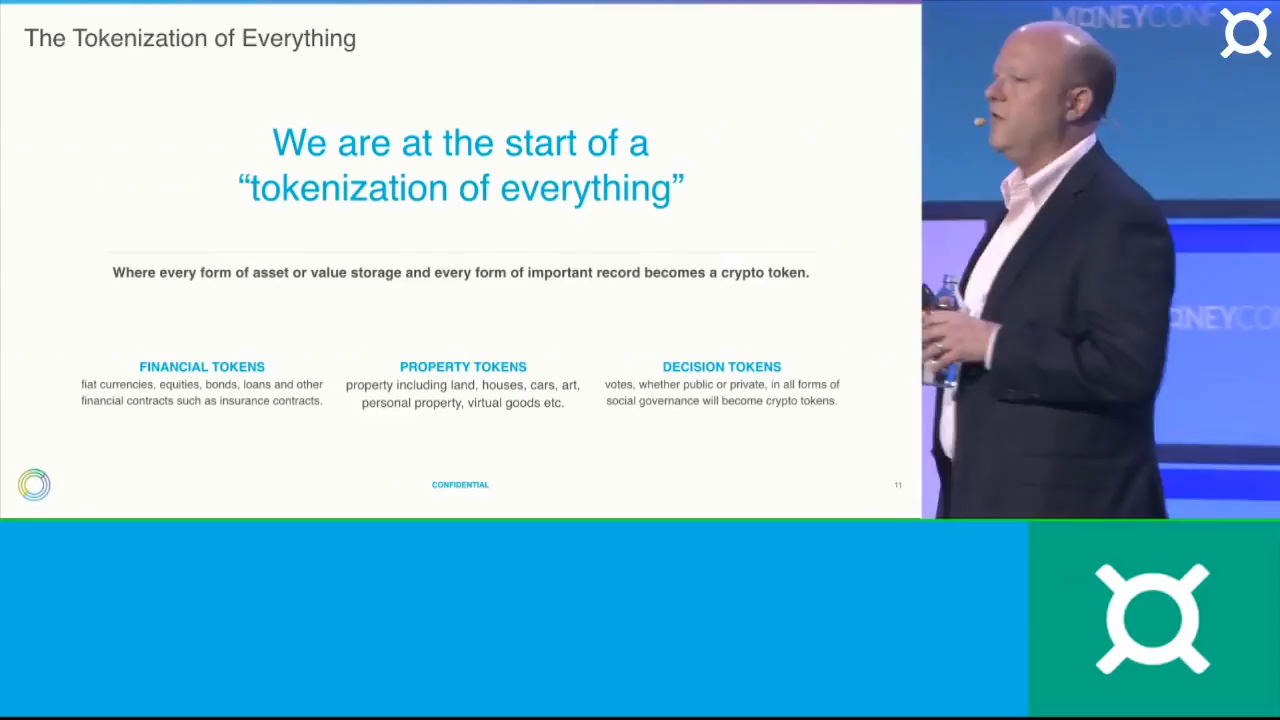 The Tokenization of Everything
We are at the start of a
“tokenization of everything”
Where every form of asset or value storage and every form of important record becomes a crypto token.
FINANCIAL TOKENS
fiat currencies, equities, bonds, loans and other
financial contracts such as insurance contracts.
PROPERTY TOKENS
property including land, houses, cars, art,
personal property, virtual goods etc.
DECISION TOKENS
votes, whether public or private, in all forms of
social governance will become crypto tokens.
CONFIDENTIAL
11
MONEYCONF
ONEYCO